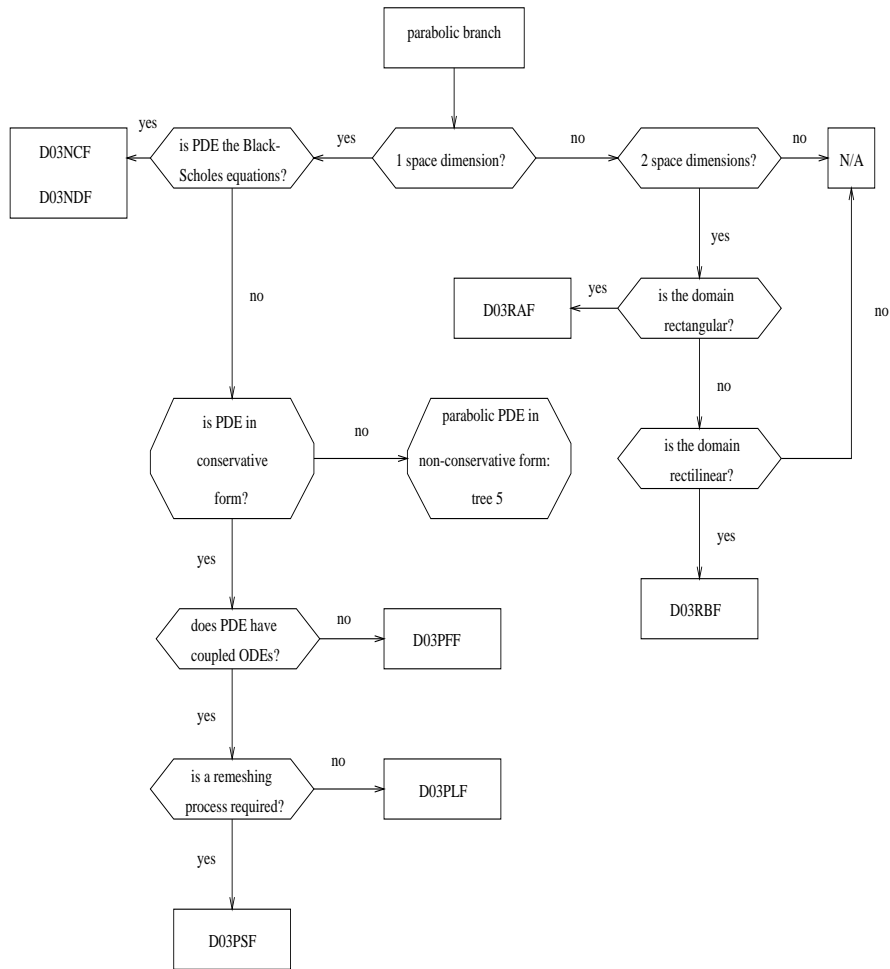 parabolic branch
yes
D03NCF
D03NDF
is PDE the Black-
Scholes equations?
yes
1 space dimension?
no
2 space dimensions?
no
N/A
yes
no
D03RAF
yes
is the domain
rectangular?
no
no
is PDE in
conservative
form?
no
parabolic PDE in
non-conservative form:
tree 5
is the domain
rectilinear?
yes
yes
D03RBF
does PDE have
coupled ODEs?
no
D03PFF
yes
is a remeshing
process required?
no
D03PLF
yes
D03PSF